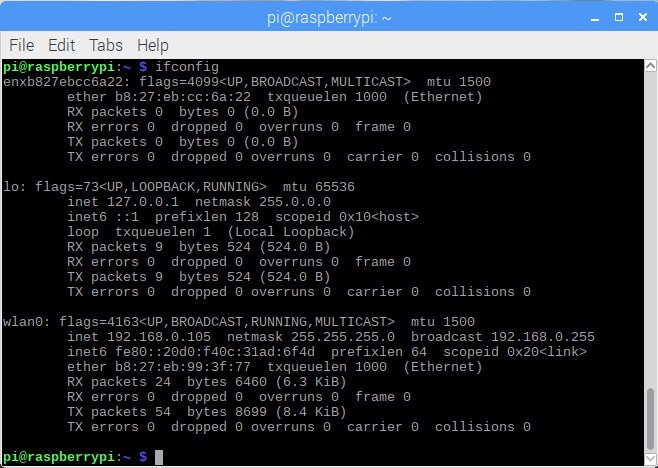 pi@raspberrypi: ~
File Edit Tabs Help
pi@raspberrypi:~ $ ifconfig
enxb827ebcc6a22: flags=4099<UP,BROADCAST,MULTICAST>  mtu 1500
        ether b8:27:eb:cc:6a:22  txqueuelen 1000  (Ethernet)
        RX packets 0  bytes 0 (0.0 B)
        RX errors 0  dropped 0  overruns 0  frame 0
        TX packets 0  bytes 0 (0.0 B)
        TX errors 0  dropped 0 overruns 0  carrier 0  collisions 0
lo: flags=73<UP,LOOPBACK,RUNNING>  mtu 65536
        inet 127.0.0.1  netmask 255.0.0.0
        inet6 ::1  prefixlen 128  scopeid 0x10<host>
        loop  txqueuelen 1  (Local Loopback)
        RX packets 9  bytes 524 (524.0 B)
        RX errors 0  dropped 0  overruns 0  frame 0
        TX packets 9  bytes 524 (524.0 B)
        TX errors 0  dropped 0 overruns 0  carrier 0  collisions 0
wlan0: flags=4163<UP,BROADCAST,RUNNING,MULTICAST>  mtu 1500
        inet 192.168.0.105  netmask 255.255.255.0  broadcast 192.168.0.255
        inet6 fe80::20d0:f40c:31ad:6f4d  prefixlen 64  scopeid 0x20<link>
        ether b8:27:eb:99:3f:77  txqueuelen 1000  (Ethernet)
        RX packets 24  bytes 6460 (6.3 KiB)
        RX errors 0  dropped 0  overruns 0  frame 0
        TX packets 54  bytes 8699 (8.4 KiB)
        TX errors 0  dropped 0 overruns 0  carrier 0  collisions 0
pi@raspberrypi:~ $